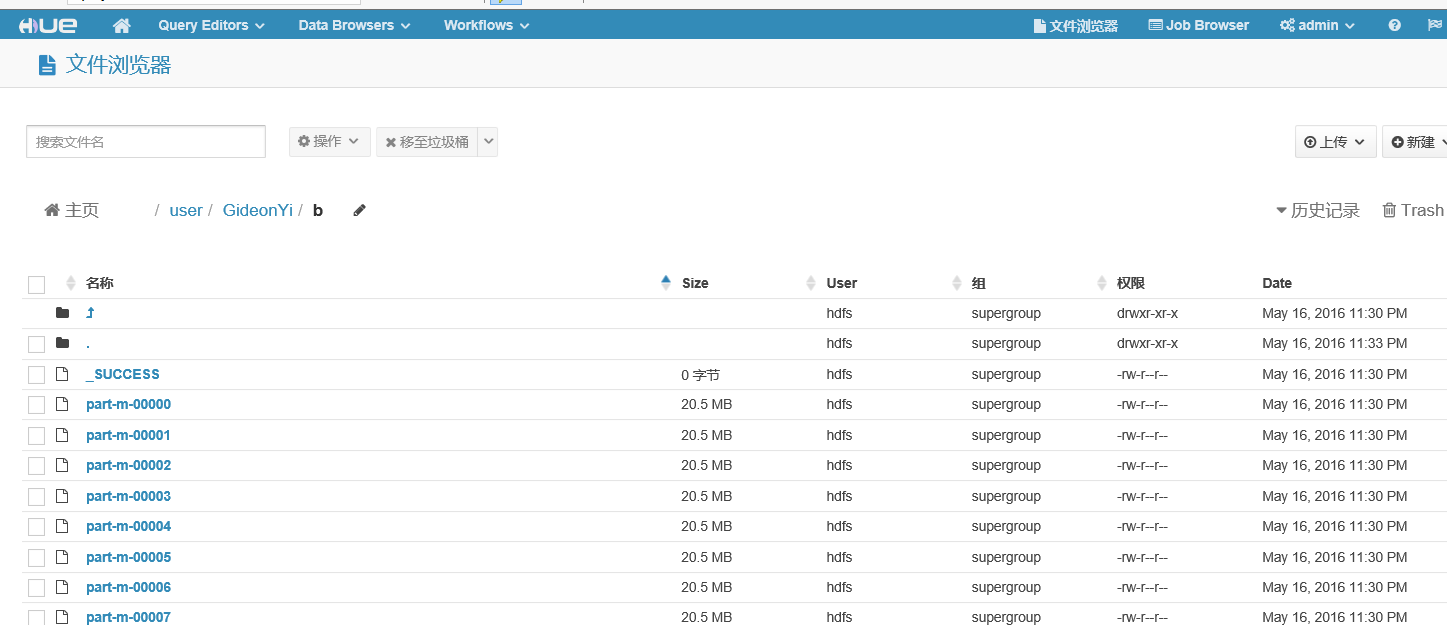 HUE Query Editors Data Browsers Workflows 文件浏览器 Job Browser admin
文件浏览器
搜索文件名 操作 移至垃圾桶 上传 新建
主页 / user / GideonYi / b 历史记录 Trash
名称 Size User 组 权限 Date
hdfs supergroup drwxr-xr-x May 16, 2016 11:30 PM
. hdfs supergroup drwxr-xr-x May 16, 2016 11:33 PM
_SUCCESS 0 字节 hdfs supergroup -rw-r--r-- May 16, 2016 11:30 PM
part-m-00000 20.5 MB hdfs supergroup -rw-r--r-- May 16, 2016 11:30 PM
part-m-00001 20.5 MB hdfs supergroup -rw-r--r-- May 16, 2016 11:30 PM
part-m-00002 20.5 MB hdfs supergroup -rw-r--r-- May 16, 2016 11:30 PM
part-m-00003 20.5 MB hdfs supergroup -rw-r--r-- May 16, 2016 11:30 PM
part-m-00004 20.5 MB hdfs supergroup -rw-r--r-- May 16, 2016 11:30 PM
part-m-00005 20.5 MB hdfs supergroup -rw-r--r-- May 16, 2016 11:30 PM
part-m-00006 20.5 MB hdfs supergroup -rw-r--r-- May 16, 2016 11:30 PM
part-m-00007 20.5 MB hdfs supergroup -rw-r--r-- May 16, 2016 11:30 PM